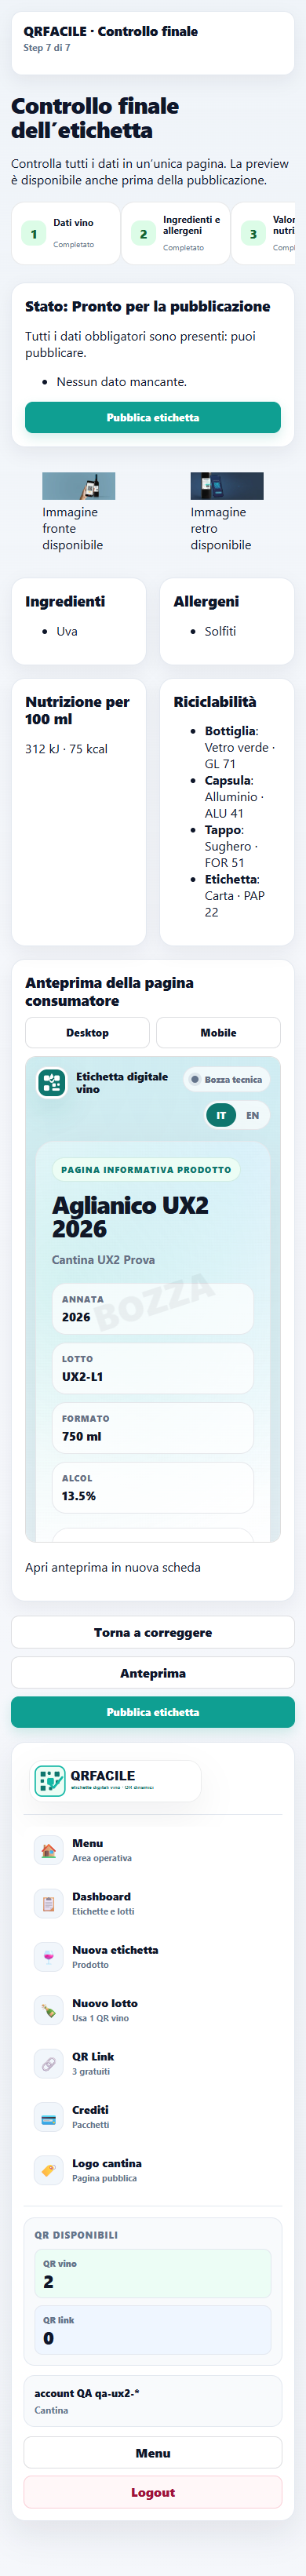 QRFACILE · Controllo finale
Step 7 di 7
Controllo finale
dell´etichetta
Controlla tutti i dati in un’unica pagina. La preview
è disponibile anche prima della pubblicazione.
1
Dati vino
Completato
2
Ingredienti e
allergeni
Completato
3
Valor
nutri
Compl
Stato: Pronto per la pubblicazione
Tutti i dati obbligatori sono presenti: puoi
pubblicare.
• Nessun dato mancante.
Pubblica etichetta
Immagine
fronte
disponibile
Immagine
retro
disponibile
Ingredienti
• Uva
Allergeni
• Solfiti
Nutrizione per
100 ml
312 kJ · 75 kcal
Riciclabilità
• Bottiglia:
Vetro verde ·
GL 71
• Capsula:
Alluminio ·
ALU 41
• Tappo:
Sughero ·
FOR 51
• Etichetta:
Carta · PAP
22
Anteprima della pagina
consumatore
Desktop
Mobile
Etichetta digitale
vino
Bozza tecnica
IT
EN
PAGINA INFORMATIVA PRODOTTO
Aglianico UX2
2026
Cantina UX2 Prova
BOZZA
ANNATA
2026
LOTTO
UX2-L1
FORMATO
750 ml
ALCOL
13.5%
Apri anteprima in nuova scheda
Torna a correggere
Anteprima
Pubblica etichetta
QRFACILE
etichette digitali vino · QR dinamici
Menu
Area operativa
Dashboard
Etichette e lotti
Nuova etichetta
Prodotto
Nuovo lotto
Usa 1 QR vino
QR Link
3 gratuiti
Crediti
Pacchetti
Logo cantina
Pagina pubblica
QR DISPONIBILI
QR vino
2
QR link
0
account QA qa-ux2-*
Cantina
Menu
Logout